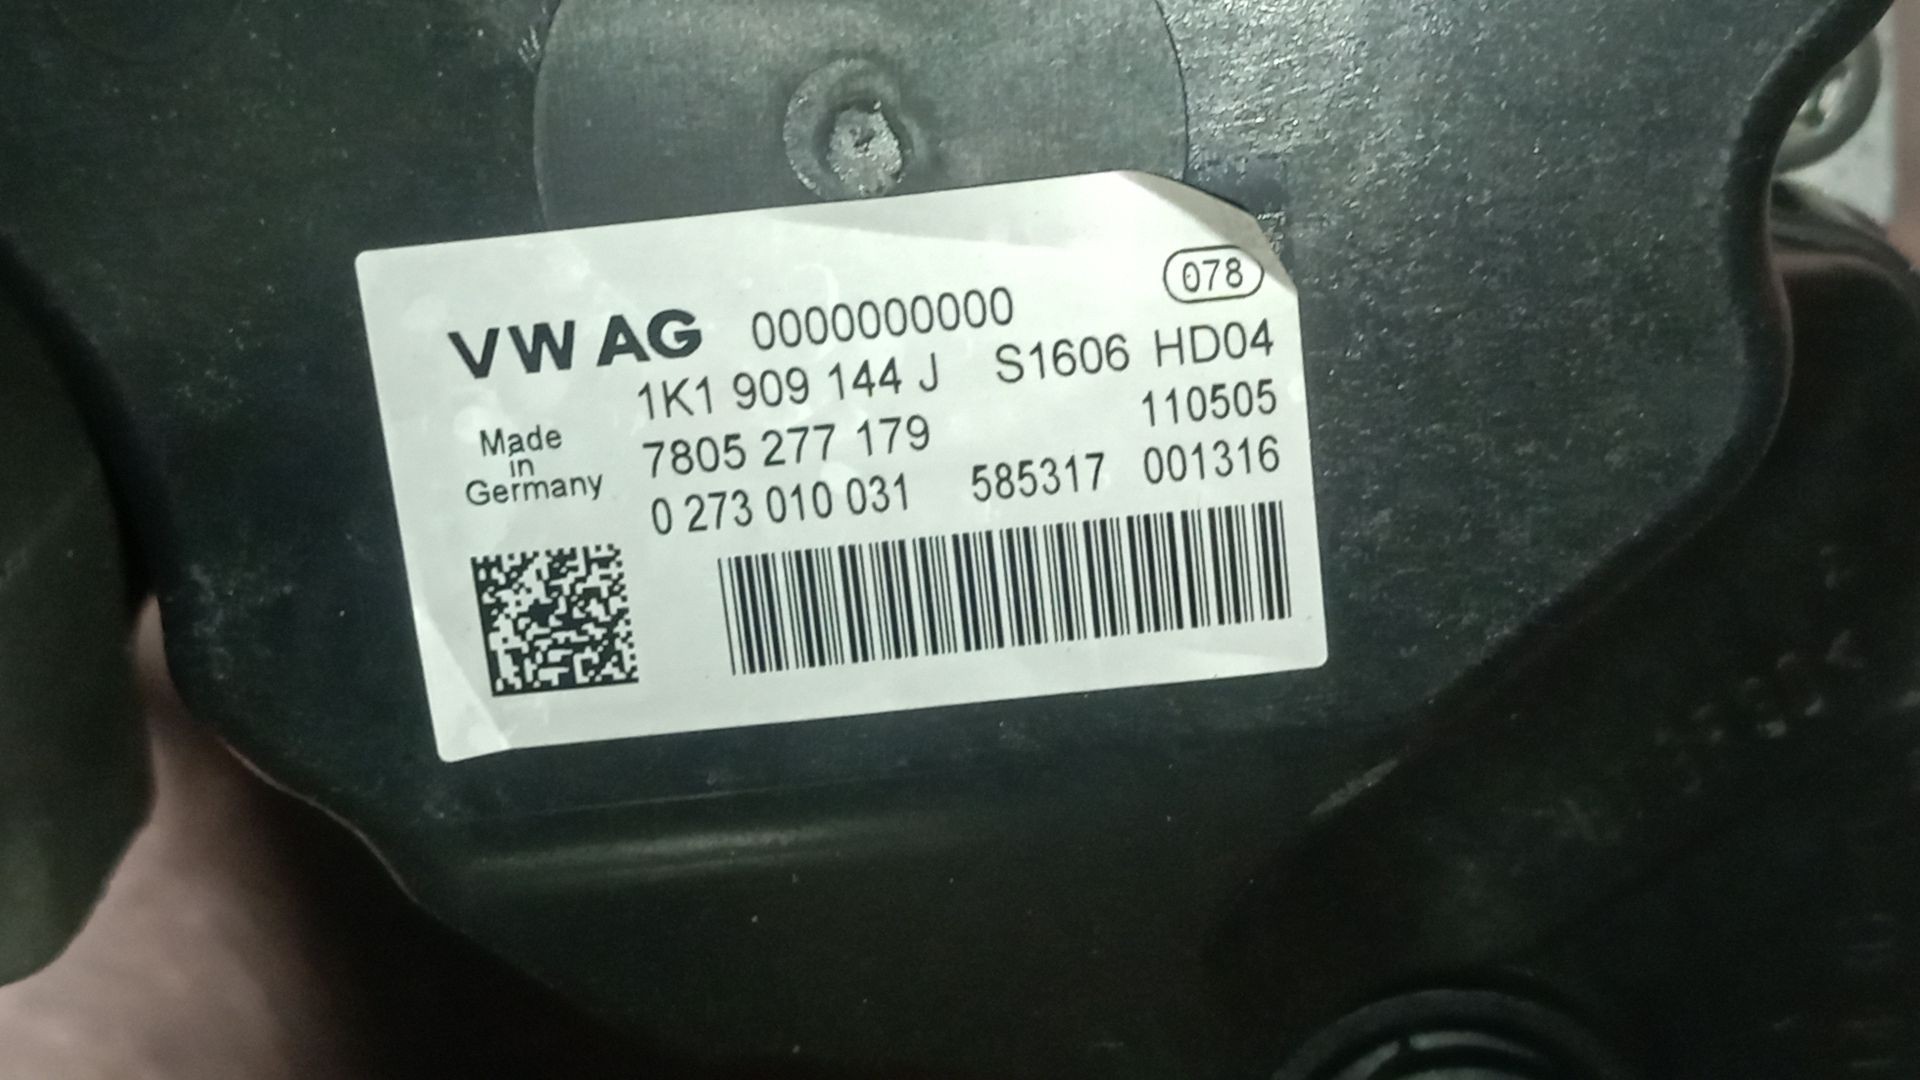 078
VW AG 0000000000
1K1 909 144 J S1606 HD04
Made in Germany
7805 277 179 110505
0 273 010 031 585317 001316